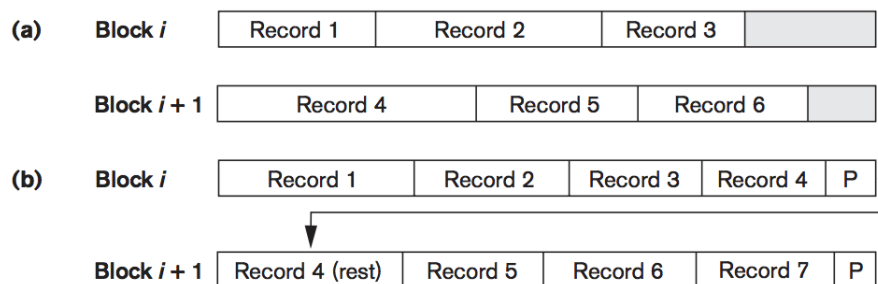 (a) Block i Record 1 Record 2 Record 3
Block i + 1 Record 4 Record 5 Record 6
(b) Block i Record 1 Record 2 Record 3 Record 4 P
Block i + 1 Record 4 (rest) Record 5 Record 6 Record 7 P